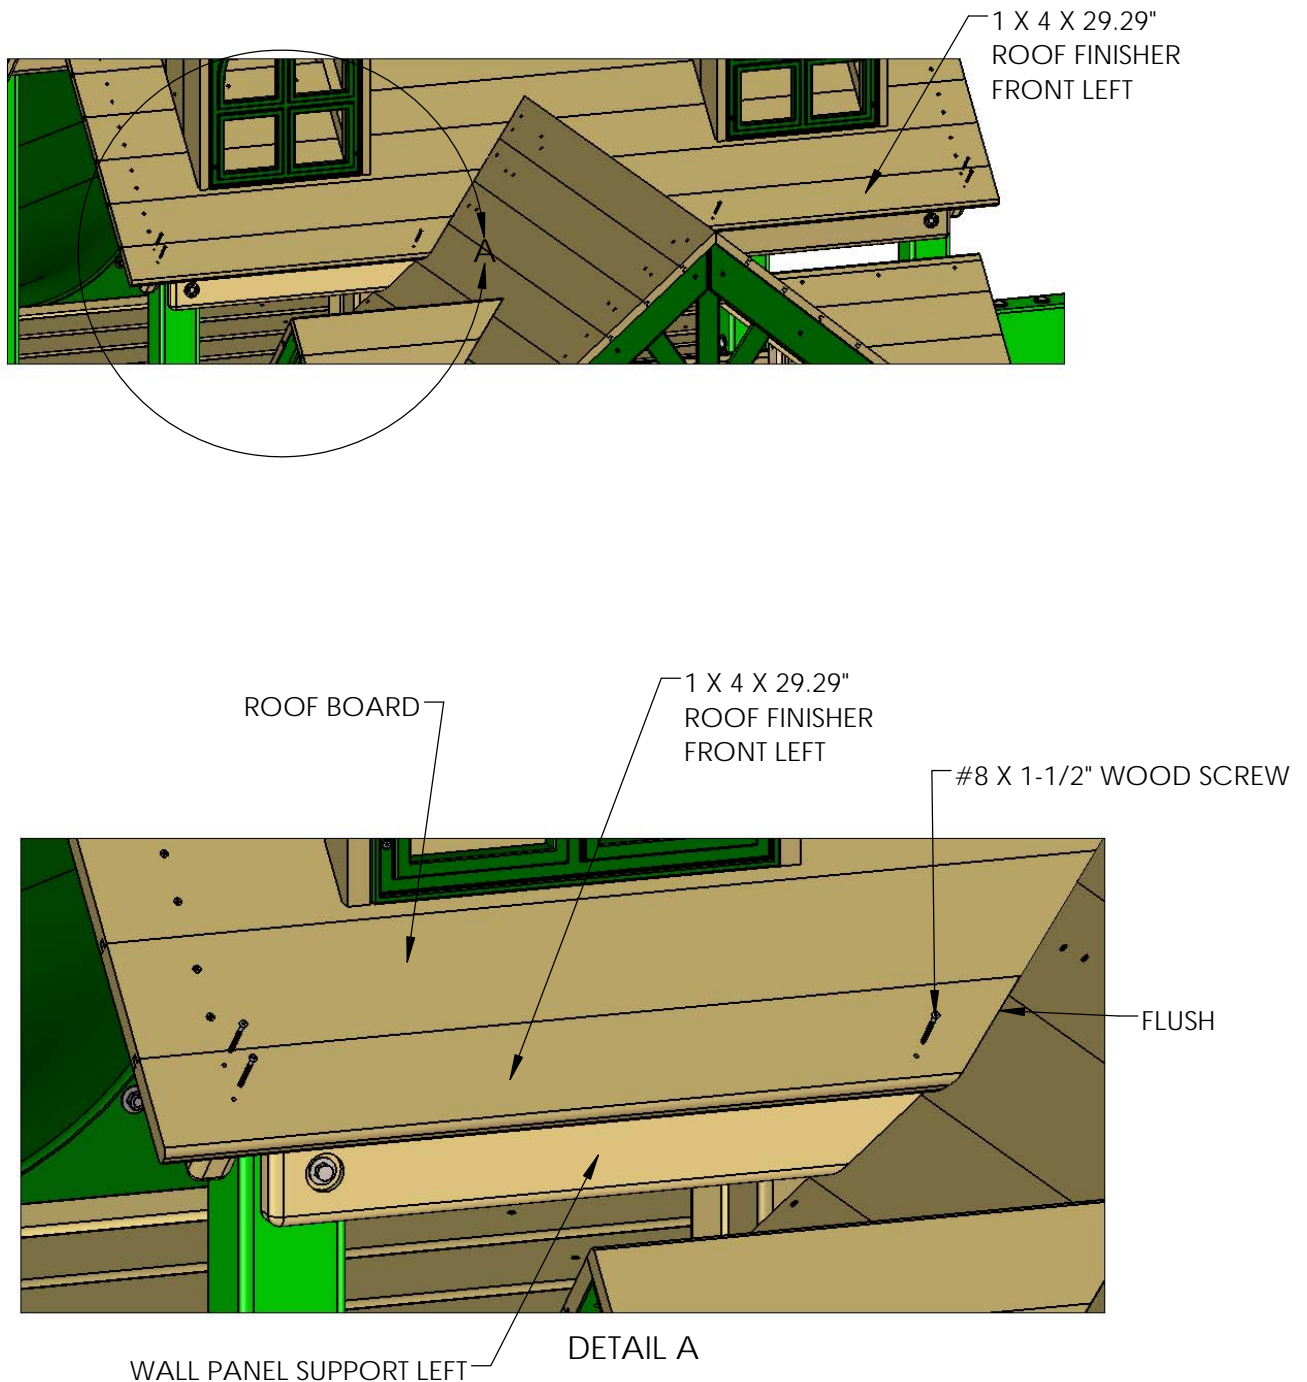 1 X 4 X 29.29"
ROOF FINISHER
FRONT LEFT
A
ROOF BOARD
1 X 4 X 29.29"
ROOF FINISHER
FRONT LEFT
#8 X 1-1/2" WOOD SCREW
FLUSH
DETAIL A
WALL PANEL SUPPORT LEFT